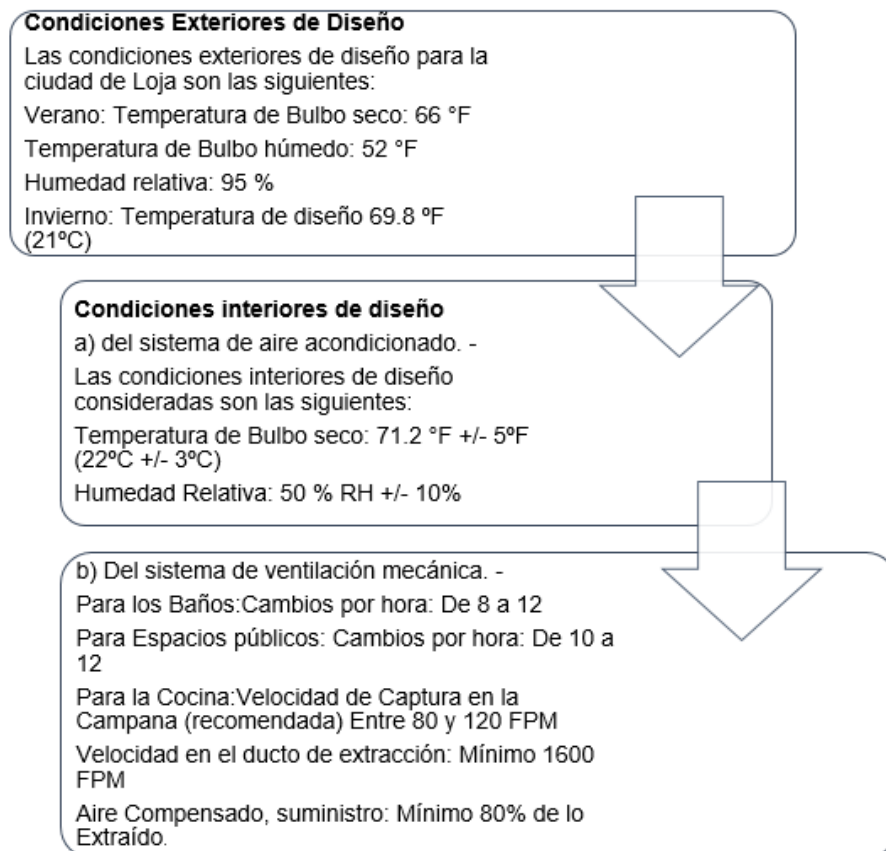 Condiciones Exteriores de Diseño
Las condiciones exteriores de diseño para la
ciudad de Loja son las siguientes:
Verano: Temperatura de Bulbo seco: 66 °F
Temperatura de Bulbo húmedo: 52 °F
Humedad relativa: 95 %
Invierno: Temperatura de diseño 69.8 ºF
(21ºC)
Condiciones interiores de diseño
a) del sistema de aire acondicionado. -
Las condiciones interiores de diseño
consideradas son las siguientes:
Temperatura de Bulbo seco: 71.2 °F +/- 5ºF
(22ºC +/- 3ºC)
Humedad Relativa: 50 % RH +/- 10%
b) Del sistema de ventilación mecánica. -
Para los Baños:Cambios por hora: De 8 a 12
Para Espacios públicos: Cambios por hora: De 10 a
12
Para la Cocina:Velocidad de Captura en la
Campana (recomendada) Entre 80 y 120 FPM
Velocidad en el ducto de extracción: Mínimo 1600
FPM
Aire Compensado, suministro: Mínimo 80% de lo
Extraído.